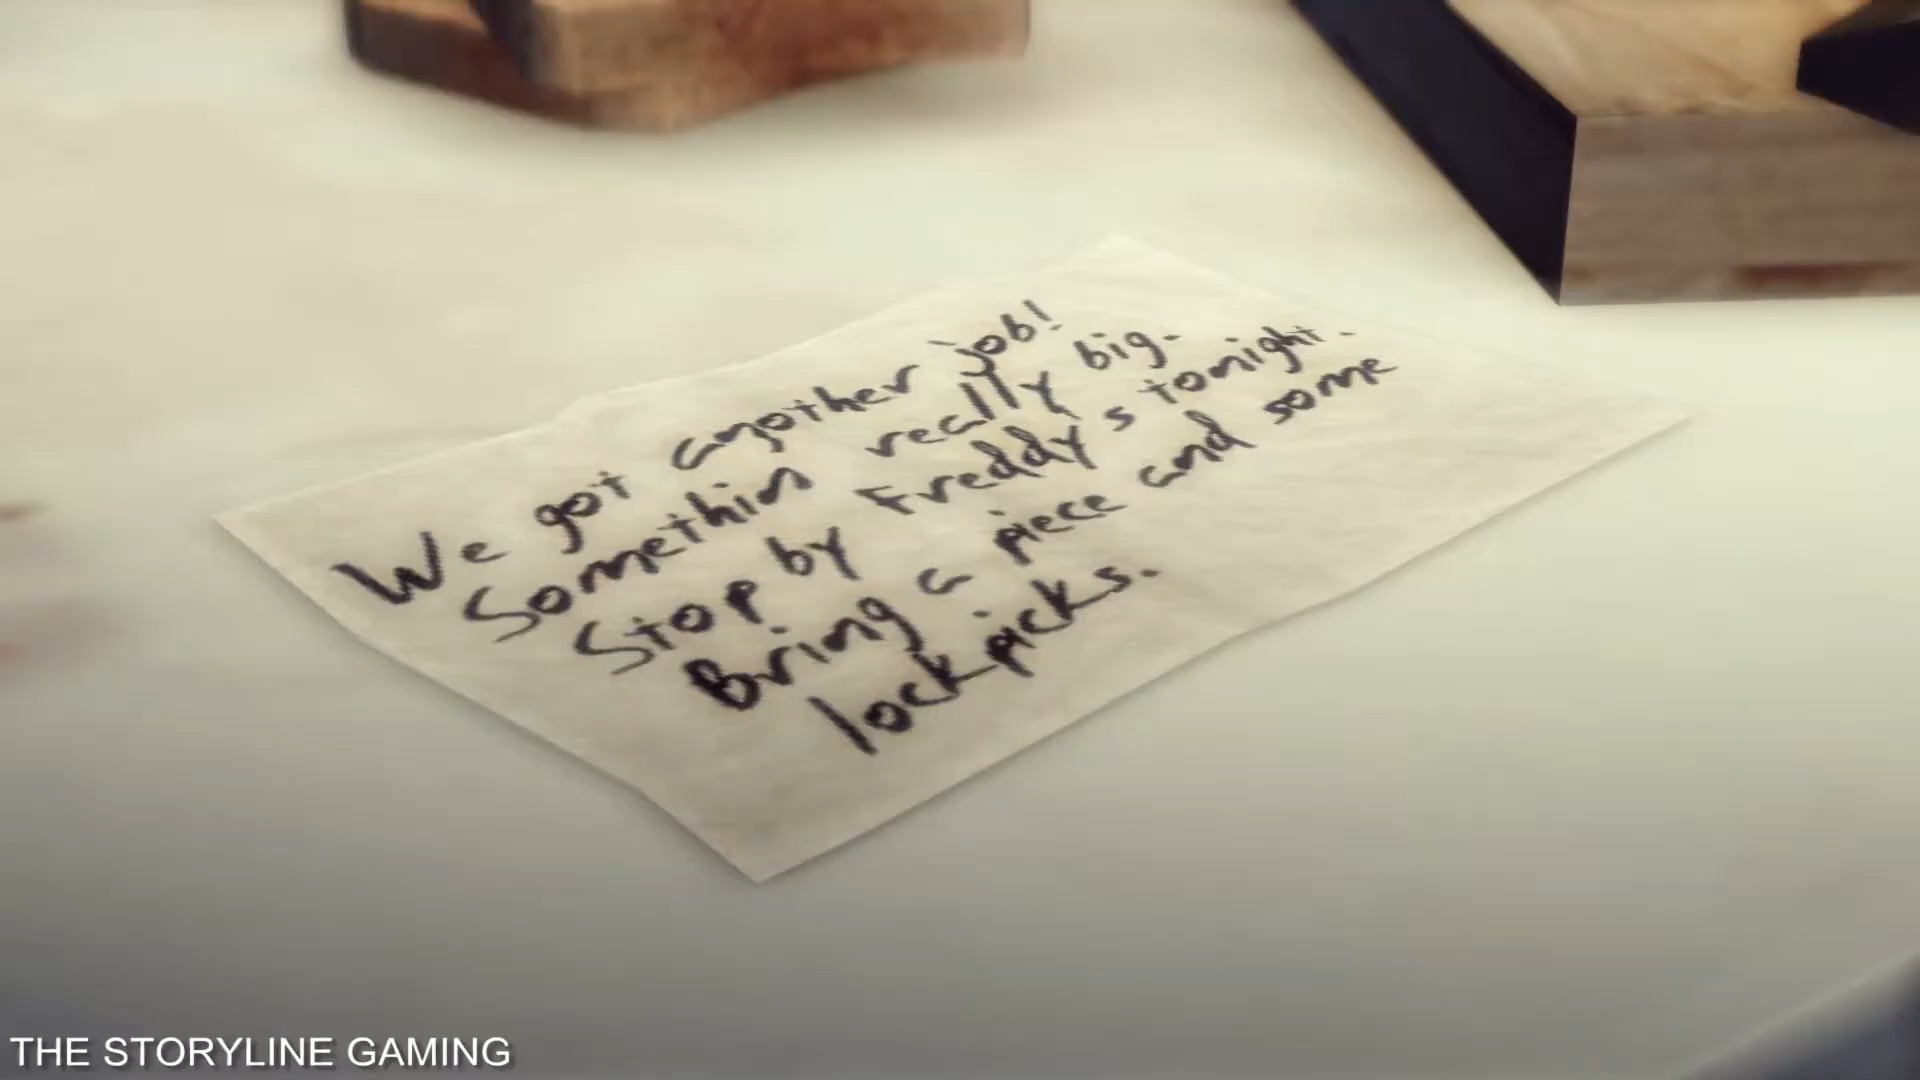 We got another job!
Somethin really big.
Stop by Freddy s tonight.
Bring a piece and some
lockpicks.
THE STORYLINE GAMING